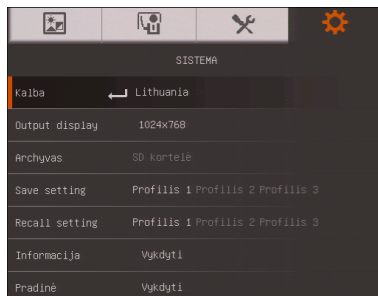 SISTEMA
Kalba Lithuania
Output display 1024x768
Archyvas SD kortelė
Save setting Profilis 1 Profilis 2 Profilis 3
Recall setting Profilis 1 Profilis 2 Profilis 3
Informacija Vykdyti
Pradinė Vykdyti